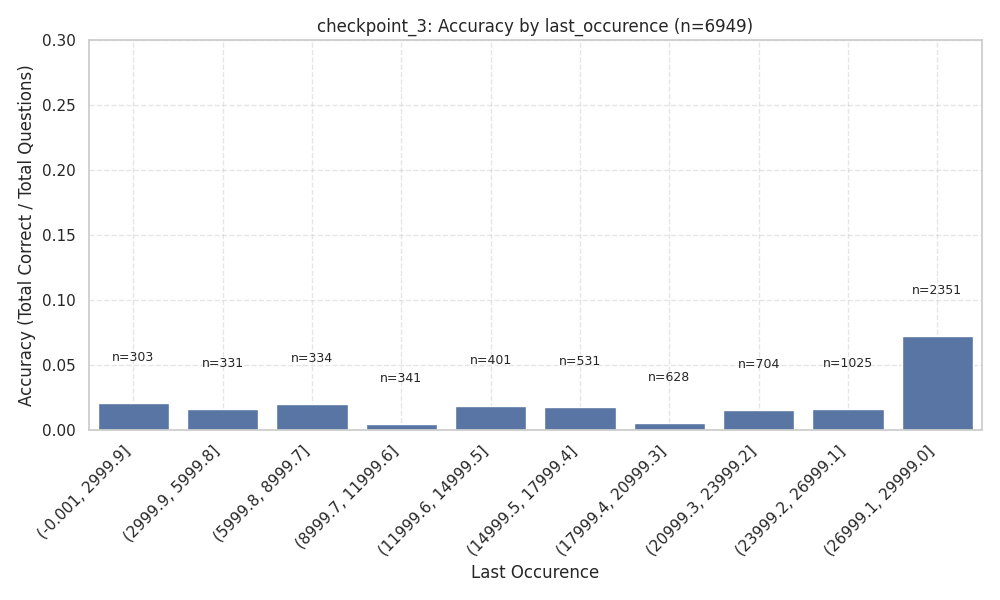 checkpoint_3: Accuracy by last_occurence (n=6949)
Accuracy (Total Correct / Total Questions)
0.30
0.25
0.20
0.15
0.10
0.05
0.00
n=303
n=331
n=334
n=341
n=401
n=531
n=628
n=704
n=1025
n=2351
(-0.001, 2999.9]
(2999.9, 5999.8]
(5999.8, 8999.7]
(8999.7, 11999.6]
(11999.6, 14999.5]
(14999.5, 17999.4]
(17999.4, 20999.3]
(20999.3, 23999.2]
(23999.2, 26999.1]
(26999.1, 29999.0]
Last Occurence